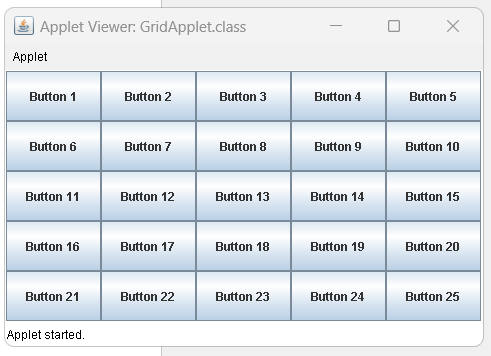 Applet Viewer: GridApplet.class
Applet
Button 1 Button 2 Button 3 Button 4 Button 5
Button 6 Button 7 Button 8 Button 9 Button 10
Button 11 Button 12 Button 13 Button 14 Button 15
Button 16 Button 17 Button 18 Button 19 Button 20
Button 21 Button 22 Button 23 Button 24 Button 25
Applet started.